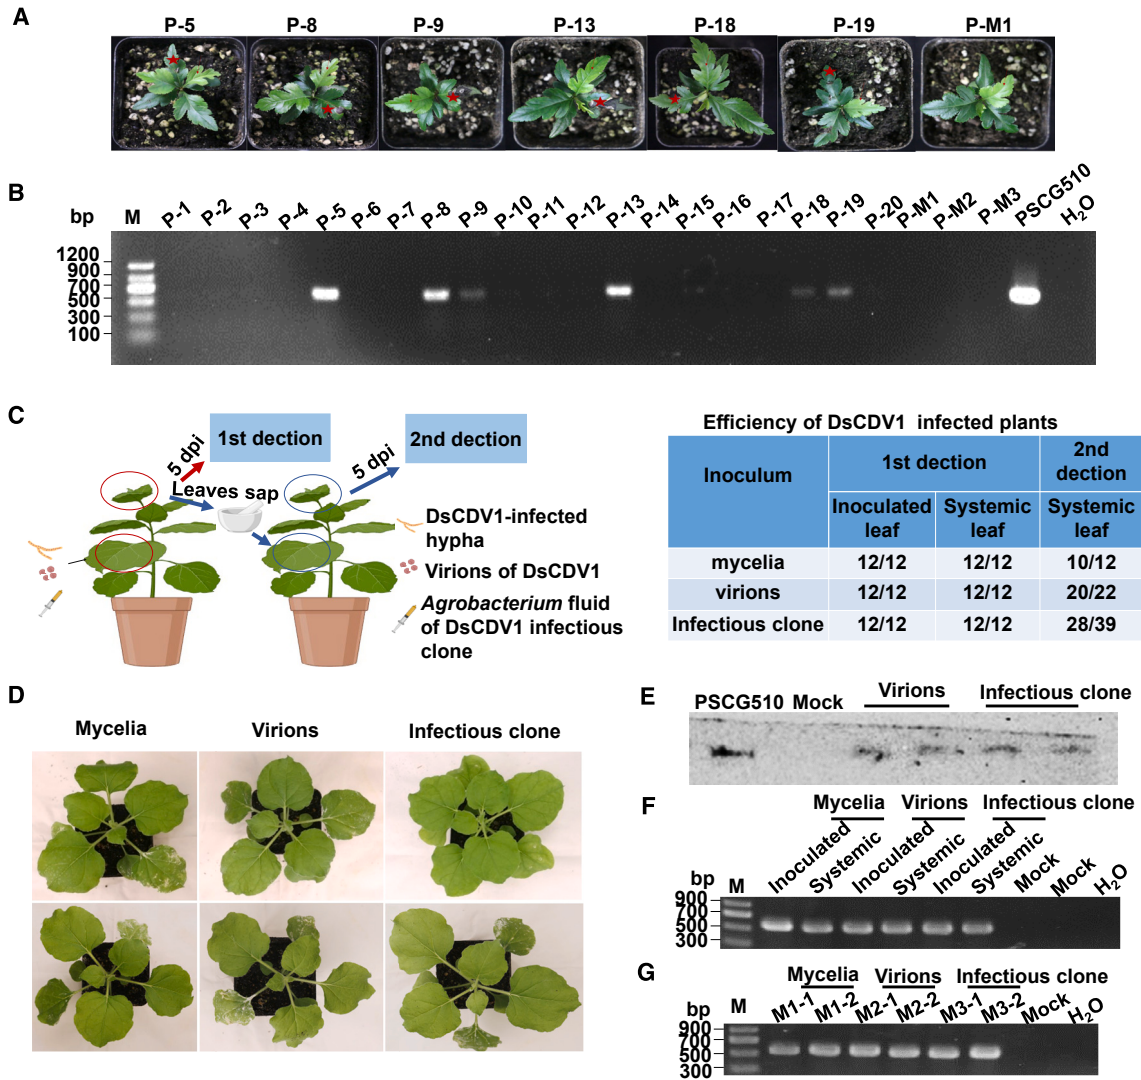 A
P-5 P-8 P-9 P-13 P-18 P-19 P-M1
B
bp M P-1 P-2 P-3 P-4 P-5 P-6 P-7 P-8 P-9 P-10 P-11 P-12 P-13 P-14 P-15 P-16 P-17 P-18 P-19 P-20 P-M1 P-M2 P-M3 PSCG510 H₂O
1200
900
700
500
300
100
C
5 dpi
1st dection
Leaves sap
5 dpi
2nd dection
DsCDV1-infected
hypha
Virions of DsCDV1
Agrobacterium fluid
of DsCDV1 infectious
clone
Efficiency of DsCDV1 infected plants
Inoculum
1st dection
2nd
dection
Inoculated
leaf
Systemic
leaf
Systemic
leaf
mycelia 12/12 12/12 10/12
virions 12/12 12/12 20/22
Infectious clone 12/12 12/12 28/39
D
Mycelia Virions Infectious clone
E
PSCG510 Mock Virions Infectious clone
F
Mycelia Virions Infectious clone
bp M Inoculated Systemic Inoculated Systemic Inoculated Systemic Mock Mock H₂O
900
700
500
300
G
Mycelia Virions Infectious clone
bp M M1-1 M1-2 M2-1 M2-2 M3-1 M3-2 Mock H₂O
900
700
500
300